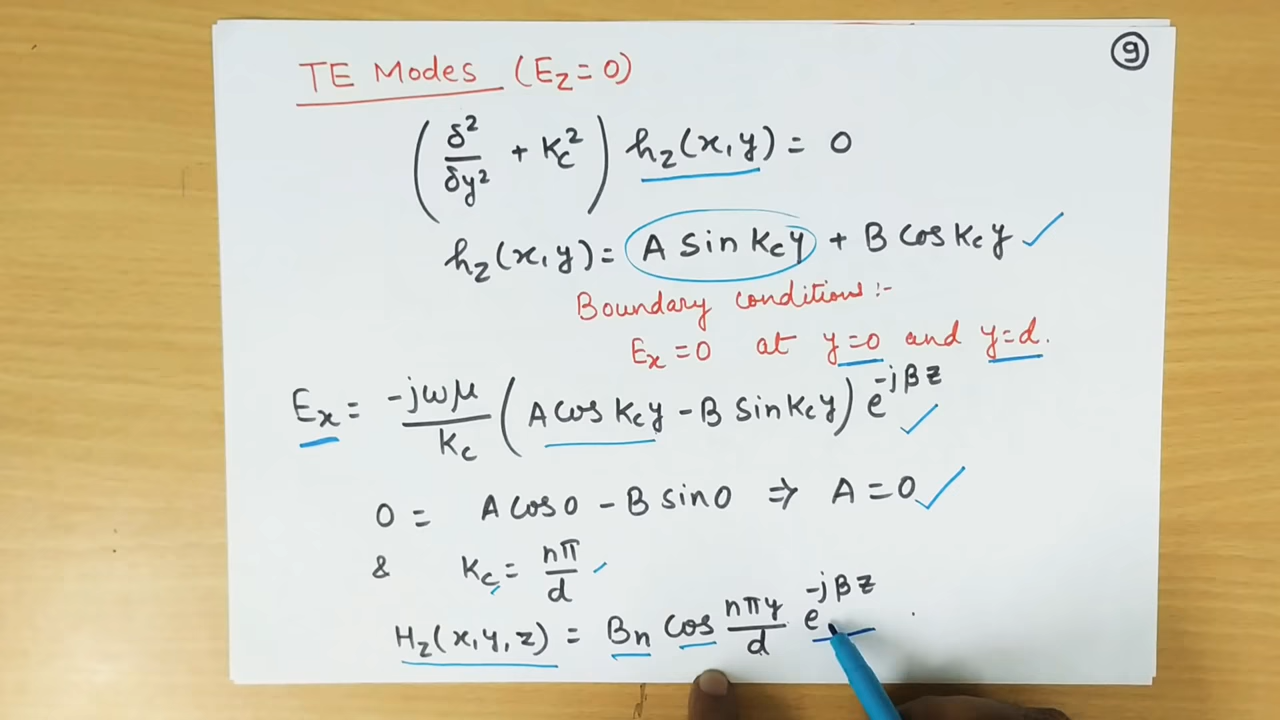 9
TE Modes (Ez=0)
(δ²/δy² + Kc²) hz(x,y) = 0
hz(x,y) = A sin Kcy + B cos Kcy ✓
Boundary conditions:-
Ex=0 at y=0 and y=d.
Ex = -jωμ/Kc (A cos Kcy - B sin Kcy) e^-jβz ✓
0 = A cos 0 - B sin 0 ⇒ A = 0 ✓
& Kc = nπ/d ✓
Hz(x,y,z) = Bn cos nπy/d e^-jβz